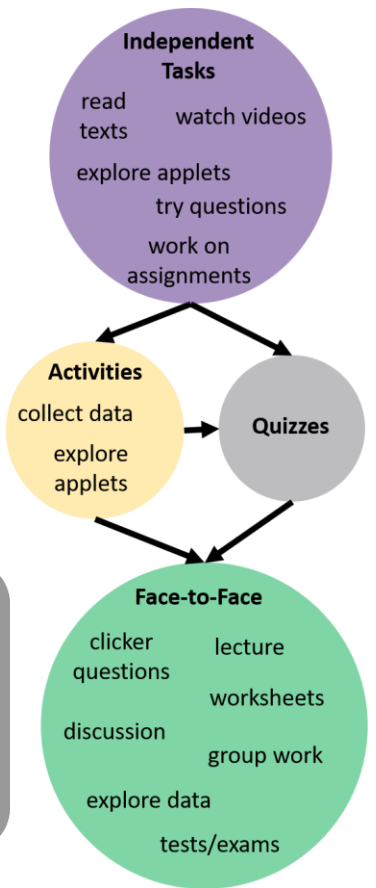 Independent
Tasks
read
texts
watch videos
explore applets
try questions
work on
assignments
Activities
collect data
explore
applets
Quizzes
Face-to-Face
clicker
questions
lecture
worksheets
discussion
group work
explore data
tests/exams